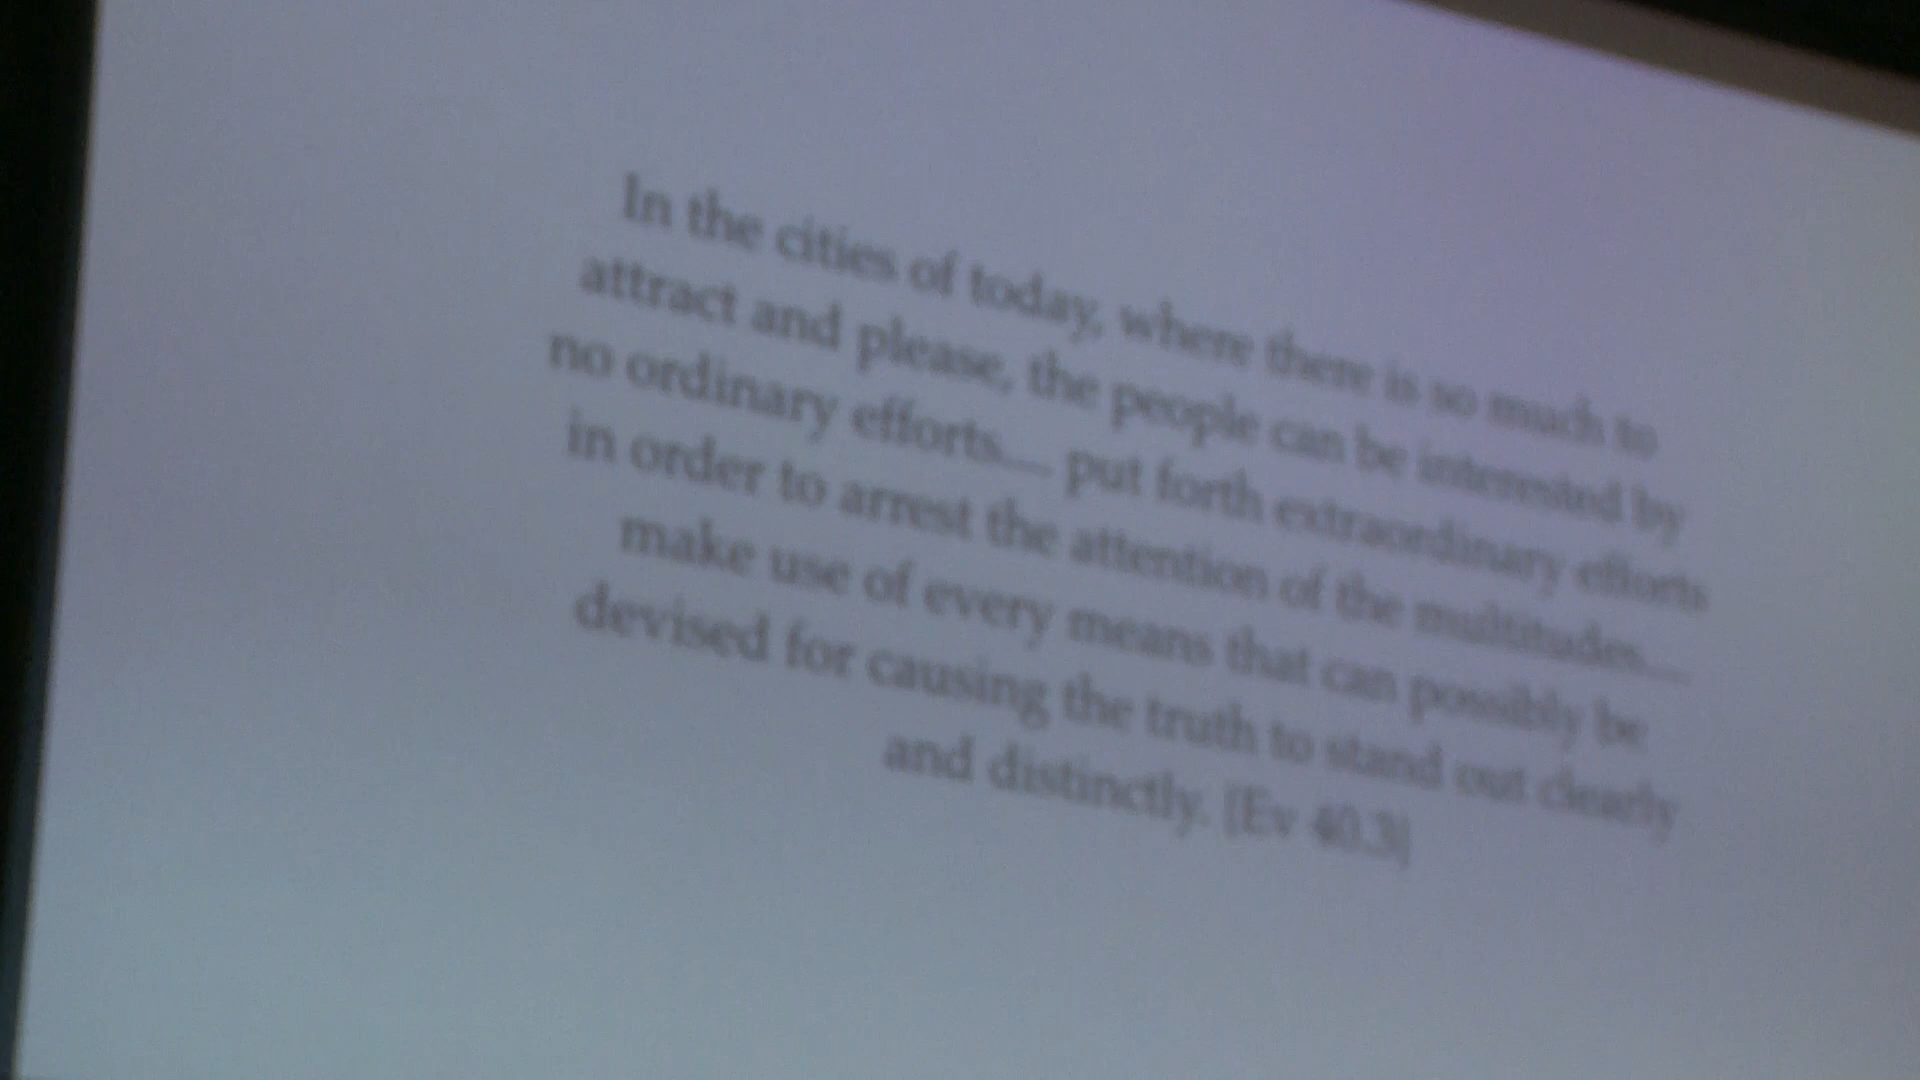 In the cities of today, where there is so much to
attract and please, the people can be interested by
no ordinary efforts.... put forth extraordinary efforts
in order to arrest the attention of the multitudes....
make use of every means that can possibly be
devised for causing the truth to stand out clearly
and distinctly. {Ev 40.3}